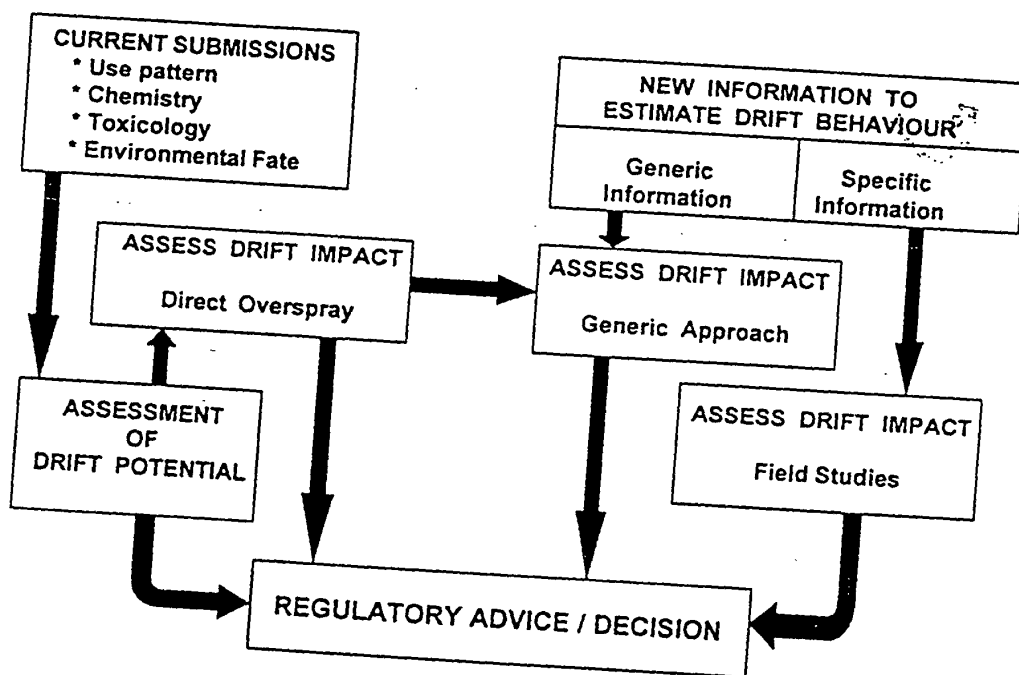 CURRENT SUBMISSIONS
* Use pattern
* Chemistry
* Toxicology
* Environmental Fate
NEW INFORMATION TO
ESTIMATE DRIFT BEHAVIOUR
Generic
Information
Specific
Information
ASSESS DRIFT IMPACT
Direct Overspray
ASSESS DRIFT IMPACT
Generic Approach
ASSESSMENT
OF
DRIFT POTENTIAL
ASSESS DRIFT IMPACT
Field Studies
REGULATORY ADVICE / DECISION